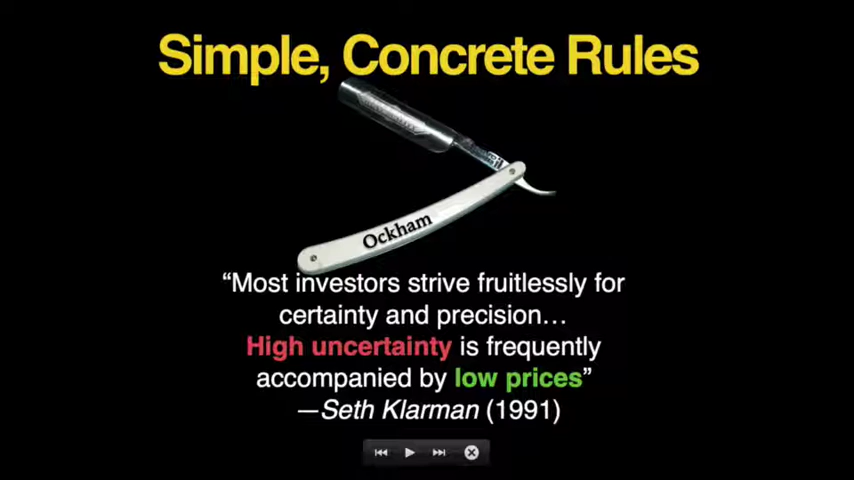 Simple, Concrete Rules
Ockham
“Most investors strive fruitlessly for
certainty and precision…
High uncertainty is frequently
accompanied by low prices”
—Seth Klarman (1991)